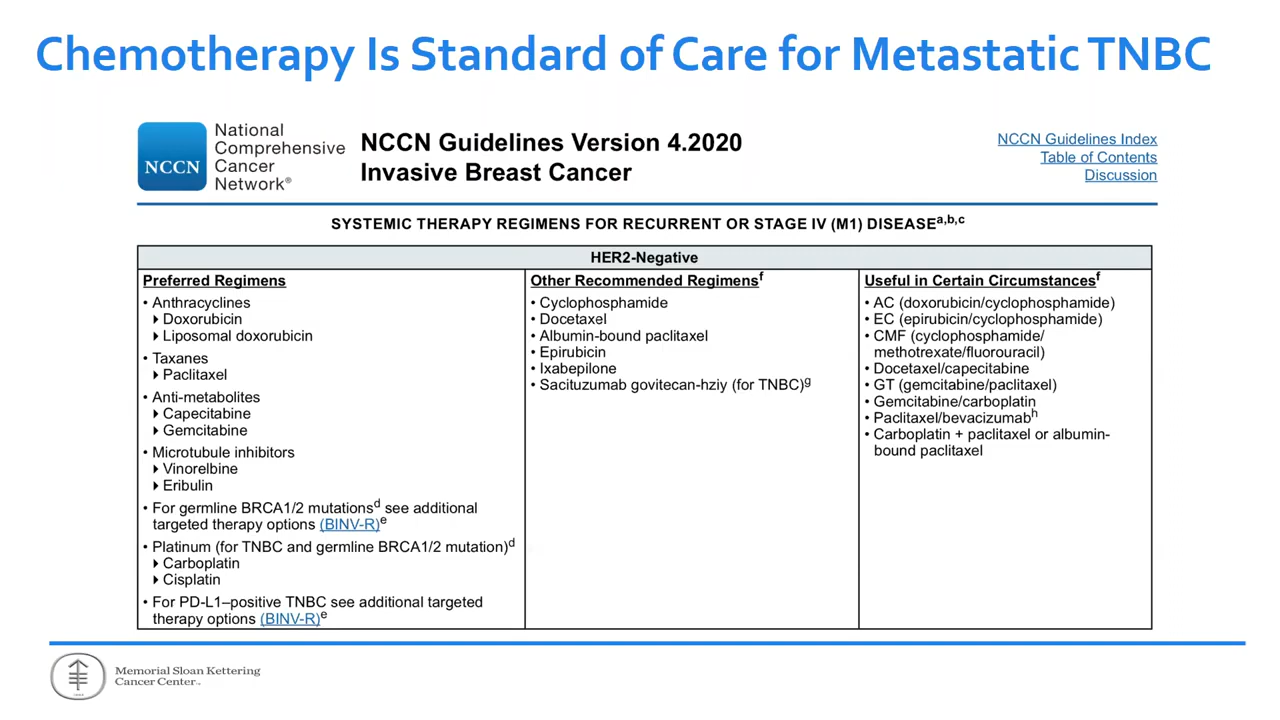 Chemotherapy Is Standard of Care for Metastatic TNBC
NCCN
National
Comprehensive
Cancer
Network®
NCCN Guidelines Version 4.2020
Invasive Breast Cancer
NCCN Guidelines Index
Table of Contents
Discussion
SYSTEMIC THERAPY REGIMENS FOR RECURRENT OR STAGE IV (M1) DISEASEa,b,c
HER2-Negative
Preferred Regimens
• Anthracyclines
▸ Doxorubicin
▸ Liposomal doxorubicin
• Taxanes
▸ Paclitaxel
• Anti-metabolites
▸ Capecitabine
▸ Gemcitabine
• Microtubule inhibitors
▸ Vinorelbine
▸ Eribulin
• For germline BRCA1/2 mutationsd see additional
targeted therapy options (BINV-R)e
• Platinum (for TNBC and germline BRCA1/2 mutation)d
▸ Carboplatin
▸ Cisplatin
• For PD-L1–positive TNBC see additional targeted
therapy options (BINV-R)e
Other Recommended Regimensf
• Cyclophosphamide
• Docetaxel
• Albumin-bound paclitaxel
• Epirubicin
• Ixabepilone
• Sacituzumab govitecan-hziy (for TNBC)g
Useful in Certain Circumstancesf
• AC (doxorubicin/cyclophosphamide)
• EC (epirubicin/cyclophosphamide)
• CMF (cyclophosphamide/
methotrexate/fluorouracil)
• Docetaxel/capecitabine
• GT (gemcitabine/paclitaxel)
• Gemcitabine/carboplatin
• Paclitaxel/bevacizumabh
• Carboplatin + paclitaxel or albumin-
bound paclitaxel
Memorial Sloan Kettering
Cancer Center